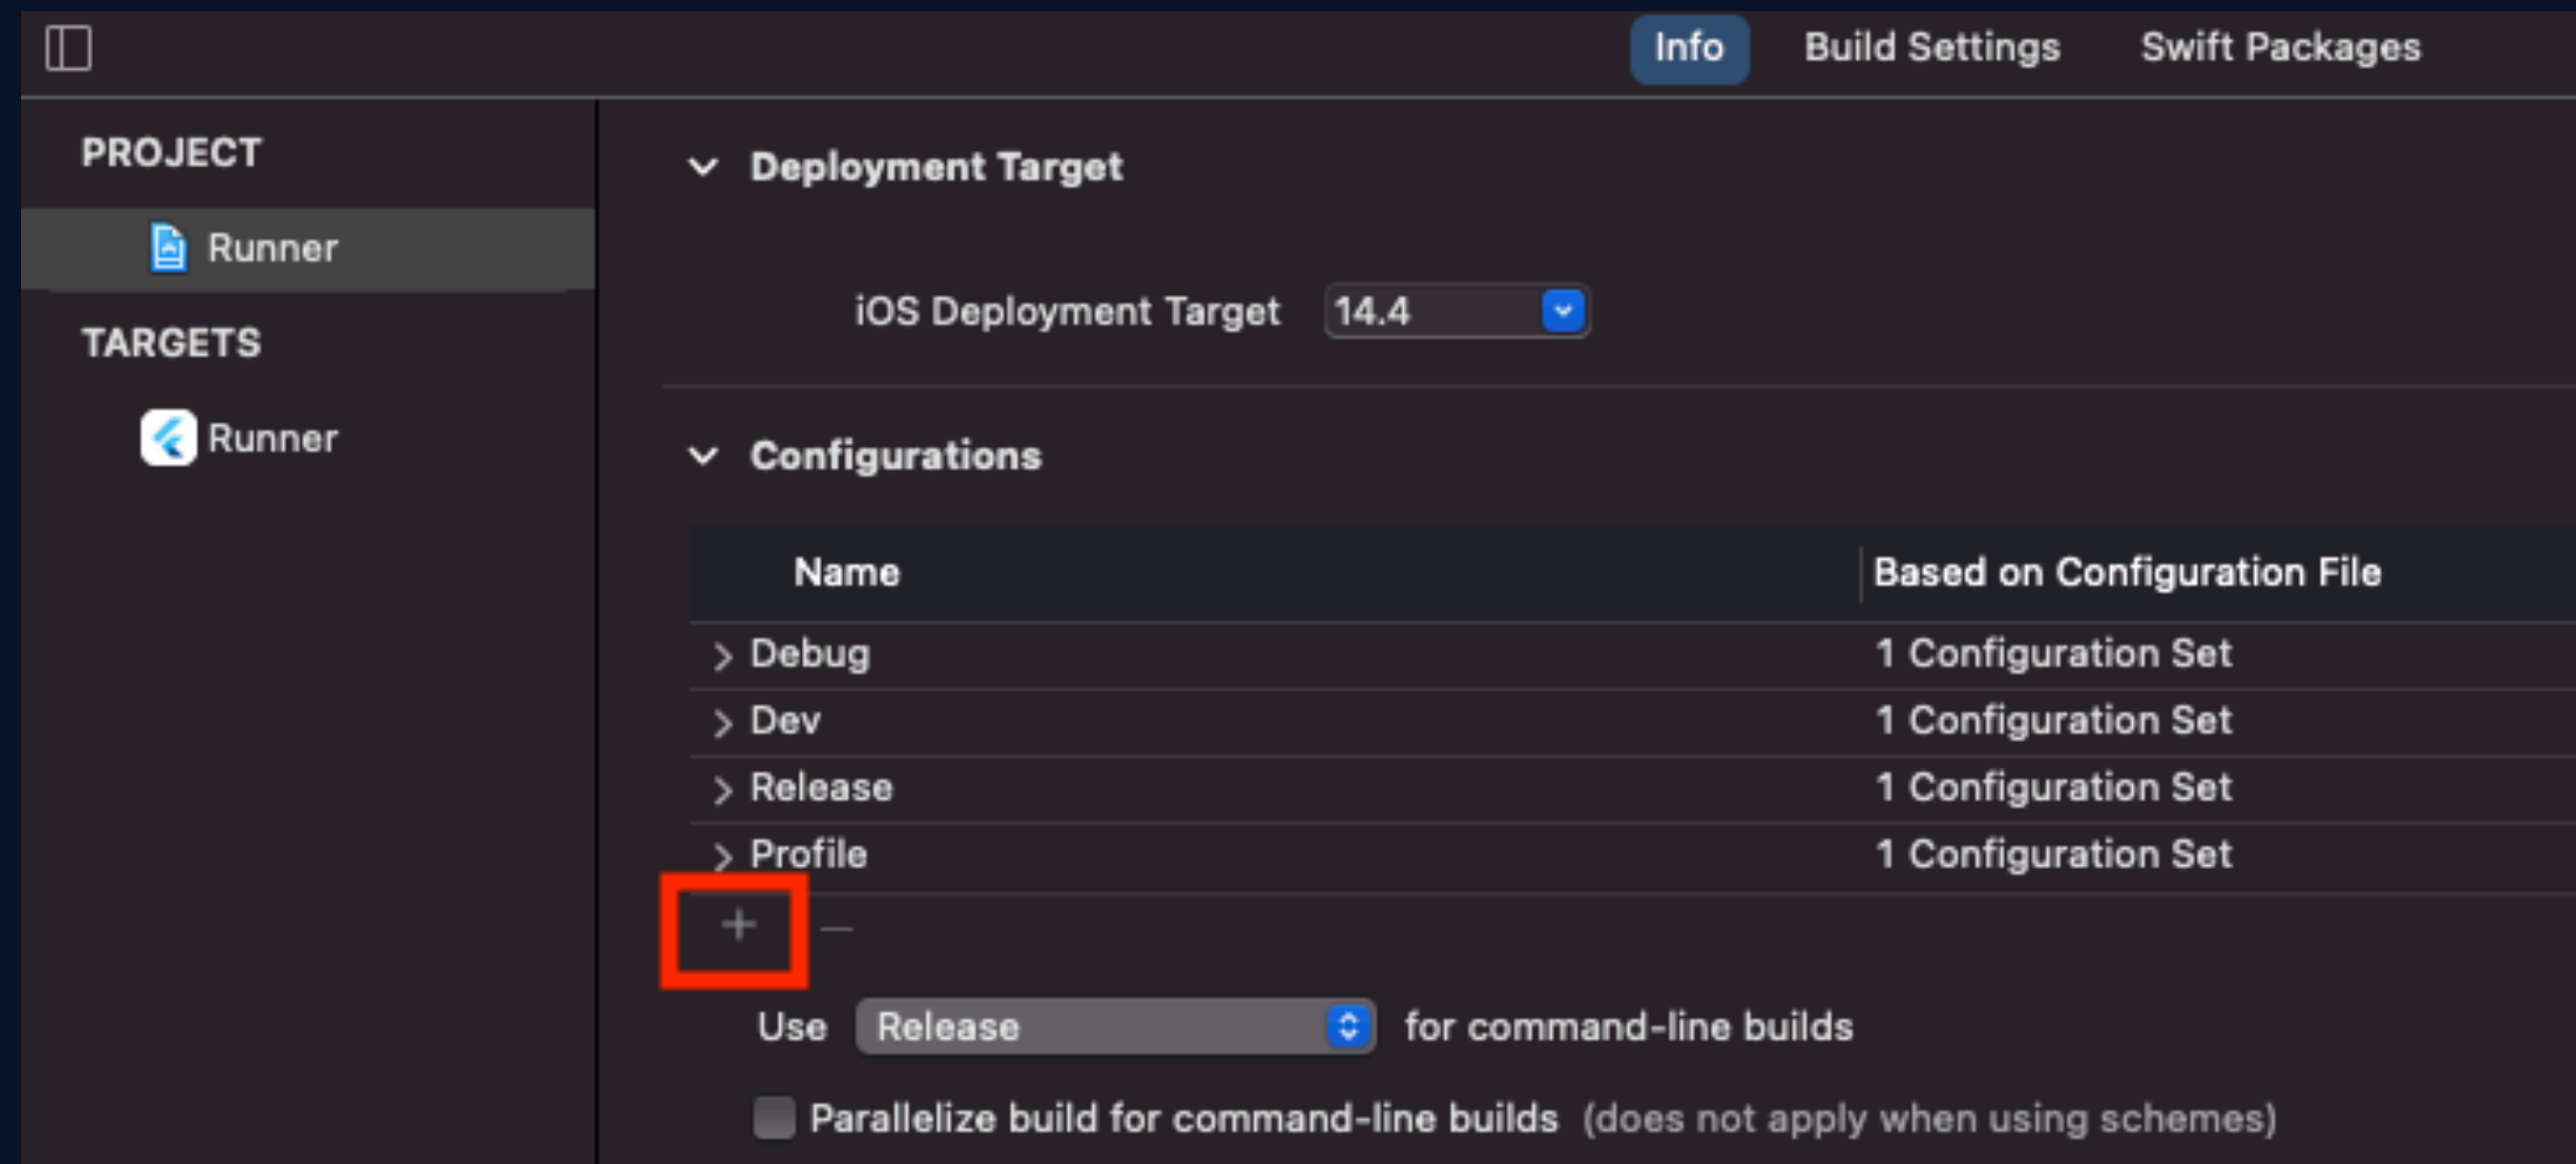 Info Build Settings Swift Packages
PROJECT
Runner
TARGETS
Runner
Deployment Target
iOS Deployment Target 14.4
Configurations
Name Based on Configuration File
Debug 1 Configuration Set
Dev 1 Configuration Set
Release 1 Configuration Set
Profile 1 Configuration Set
+ −
Use Release for command-line builds
Parallelize build for command-line builds (does not apply when using schemes)